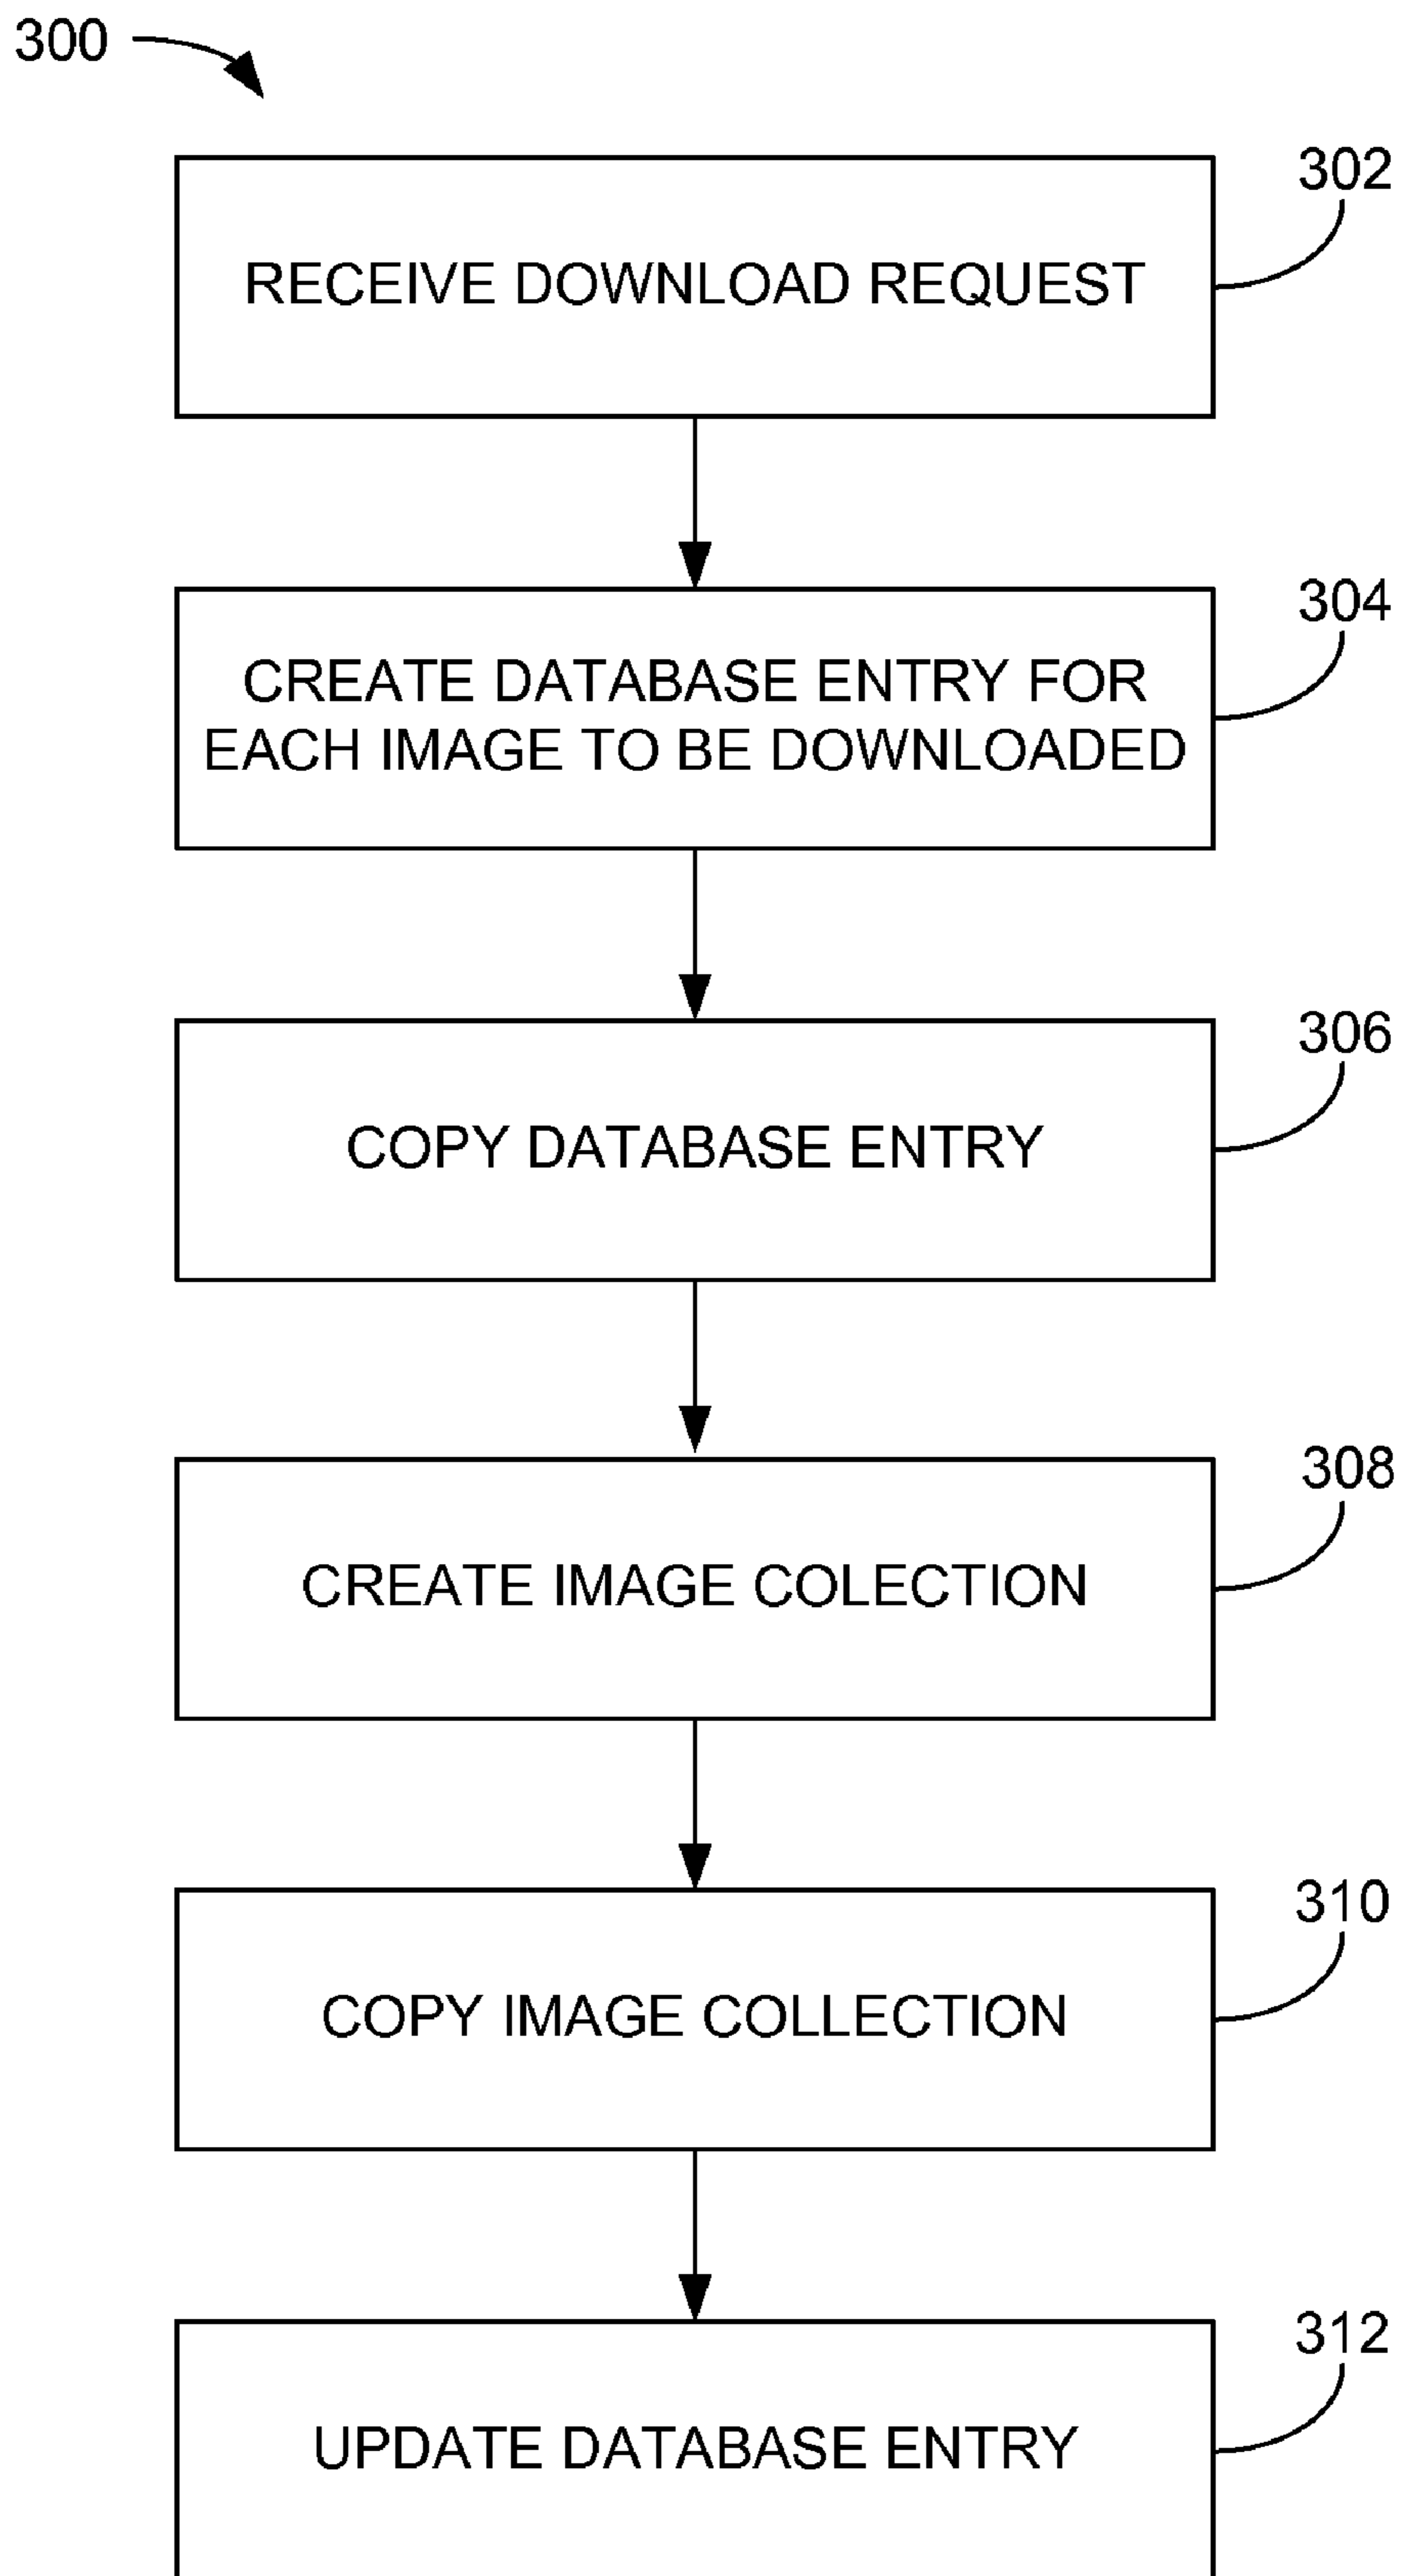 300
302
RECEIVE DOWNLOAD REQUEST
304
CREATE DATABASE ENTRY FOR
EACH IMAGE TO BE DOWNLOADED
306
COPY DATABASE ENTRY
308
CREATE IMAGE COLECTION
310
COPY IMAGE COLLECTION
312
UPDATE DATABASE ENTRY